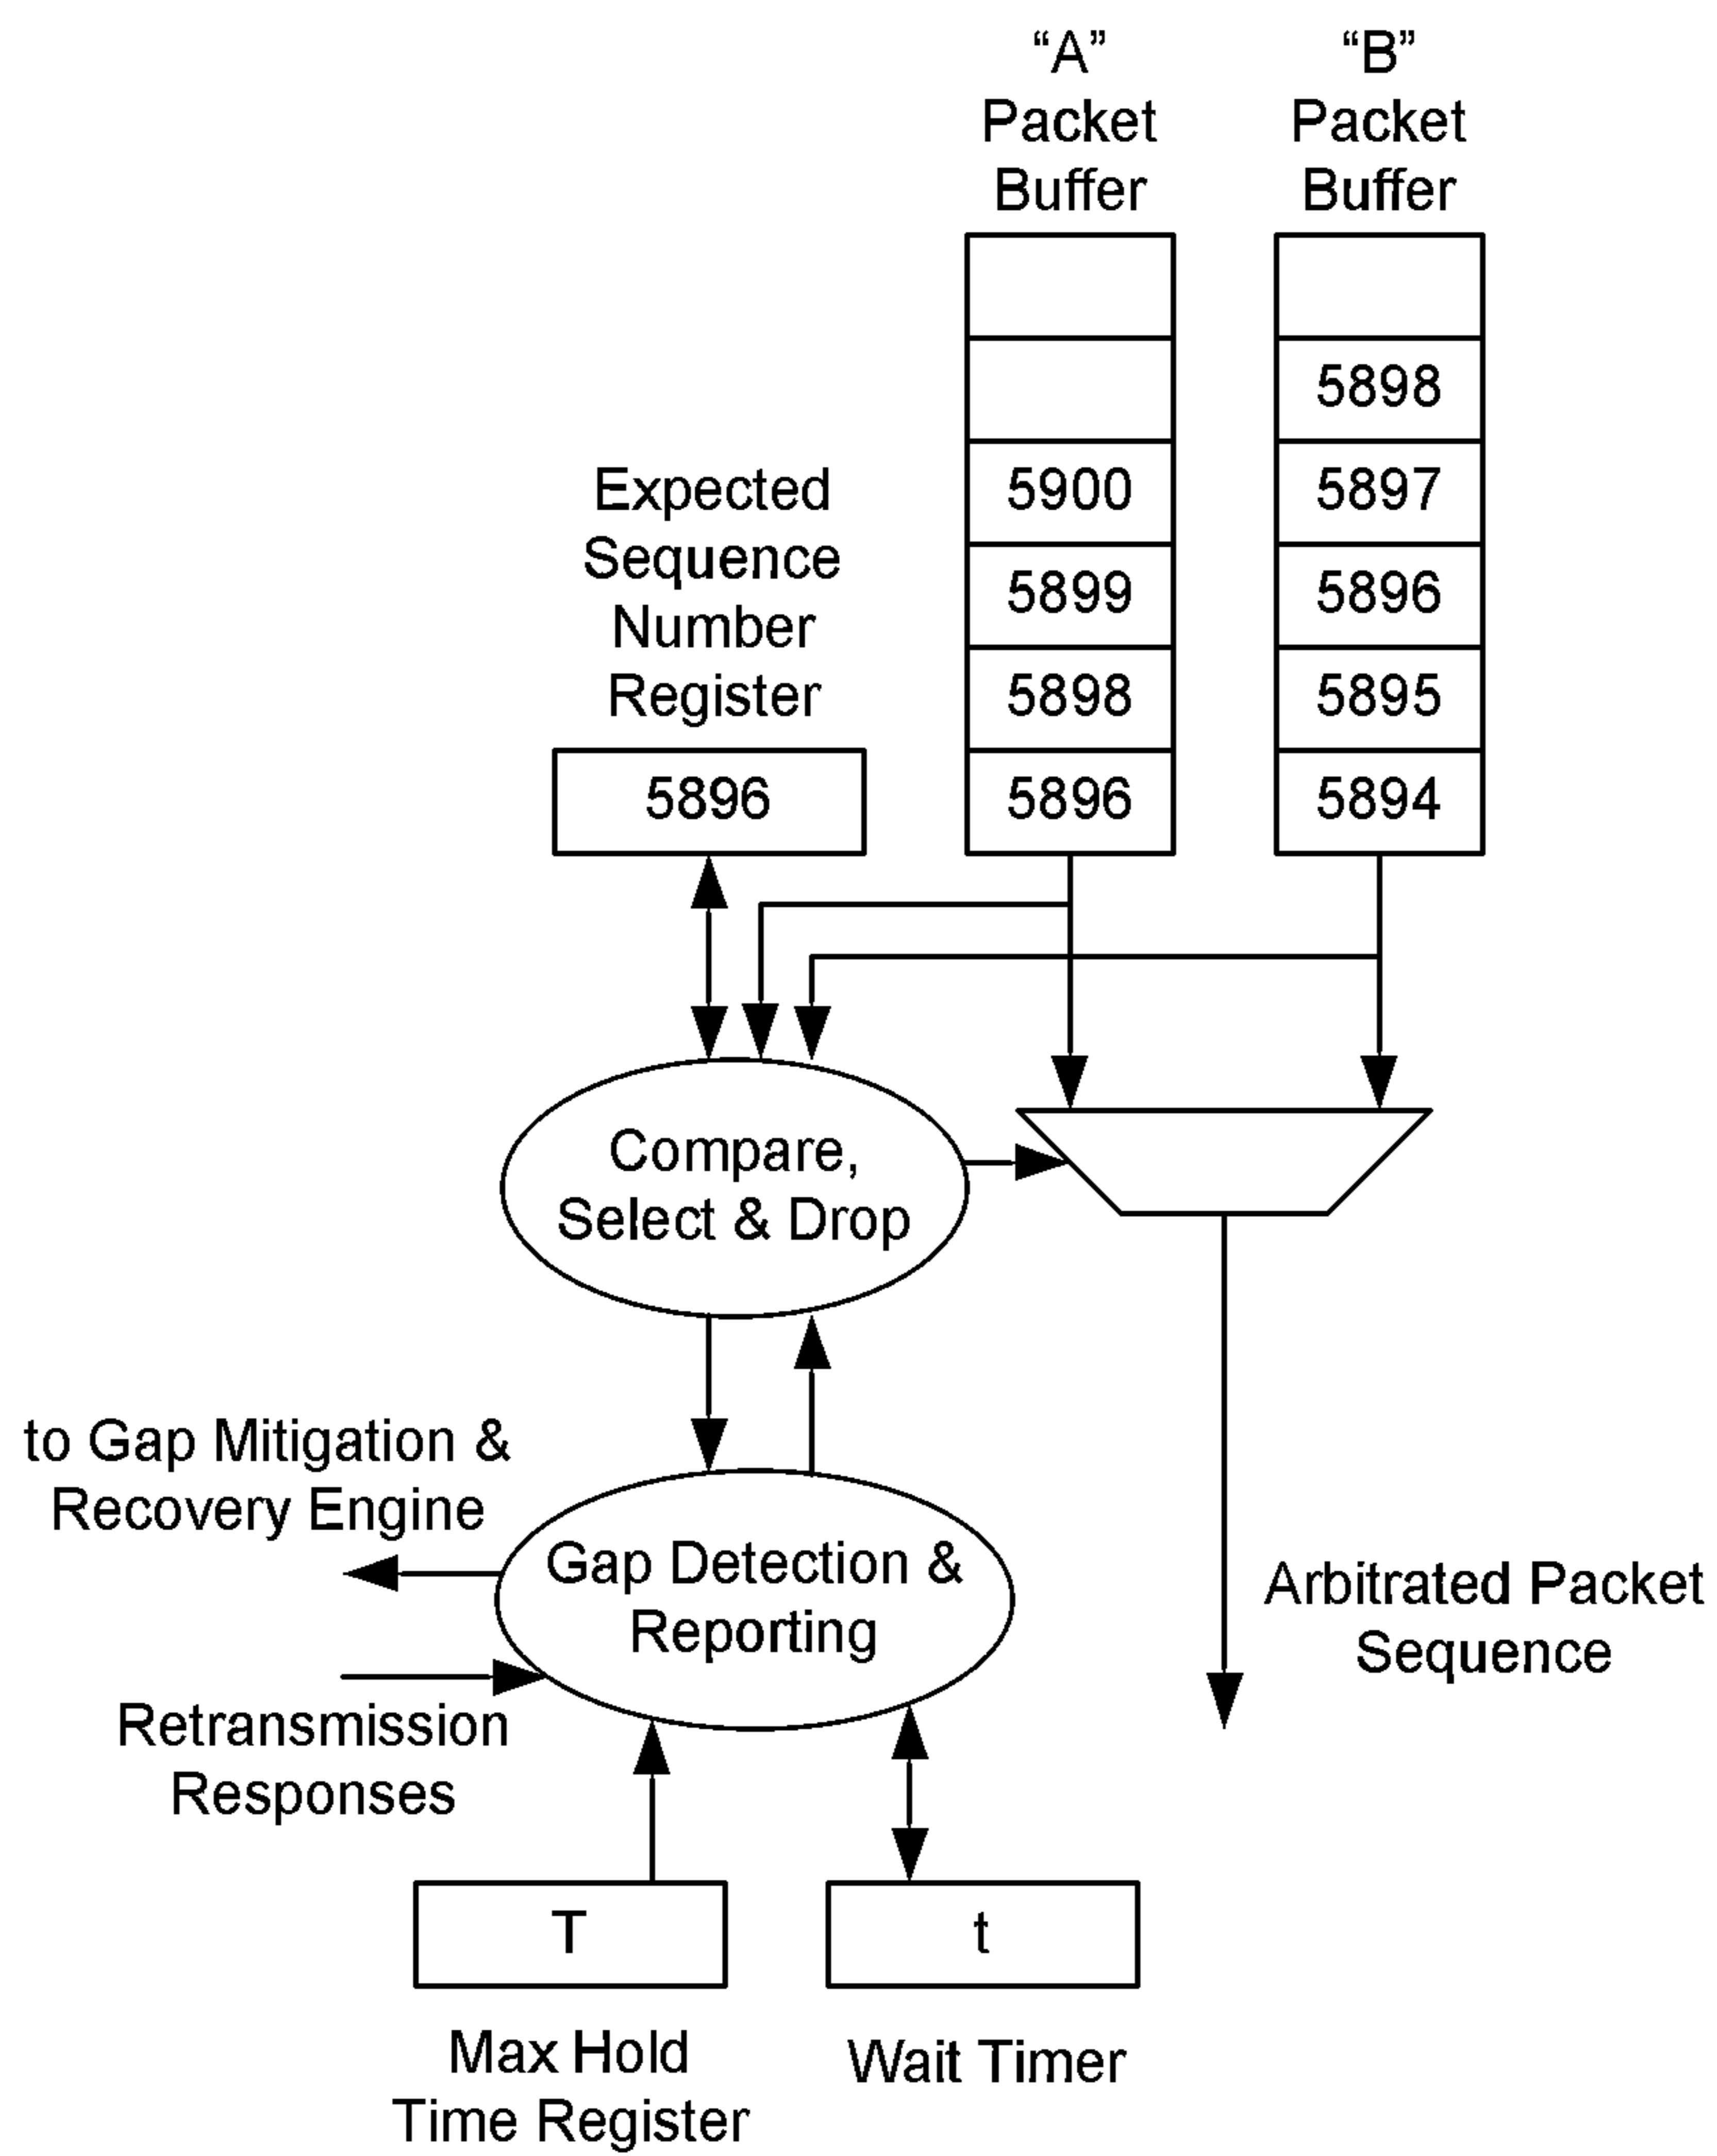 “A”
Packet
Buffer
“B”
Packet
Buffer
5898
5900
5897
5899
5896
5898
5895
5896
5894
Expected
Sequence
Number
Register
5896
Compare,
Select & Drop
to Gap Mitigation &
Recovery Engine
Gap Detection &
Reporting
Retransmission
Responses
Arbitrated Packet
Sequence
T
t
Max Hold
Time Register
Wait Timer